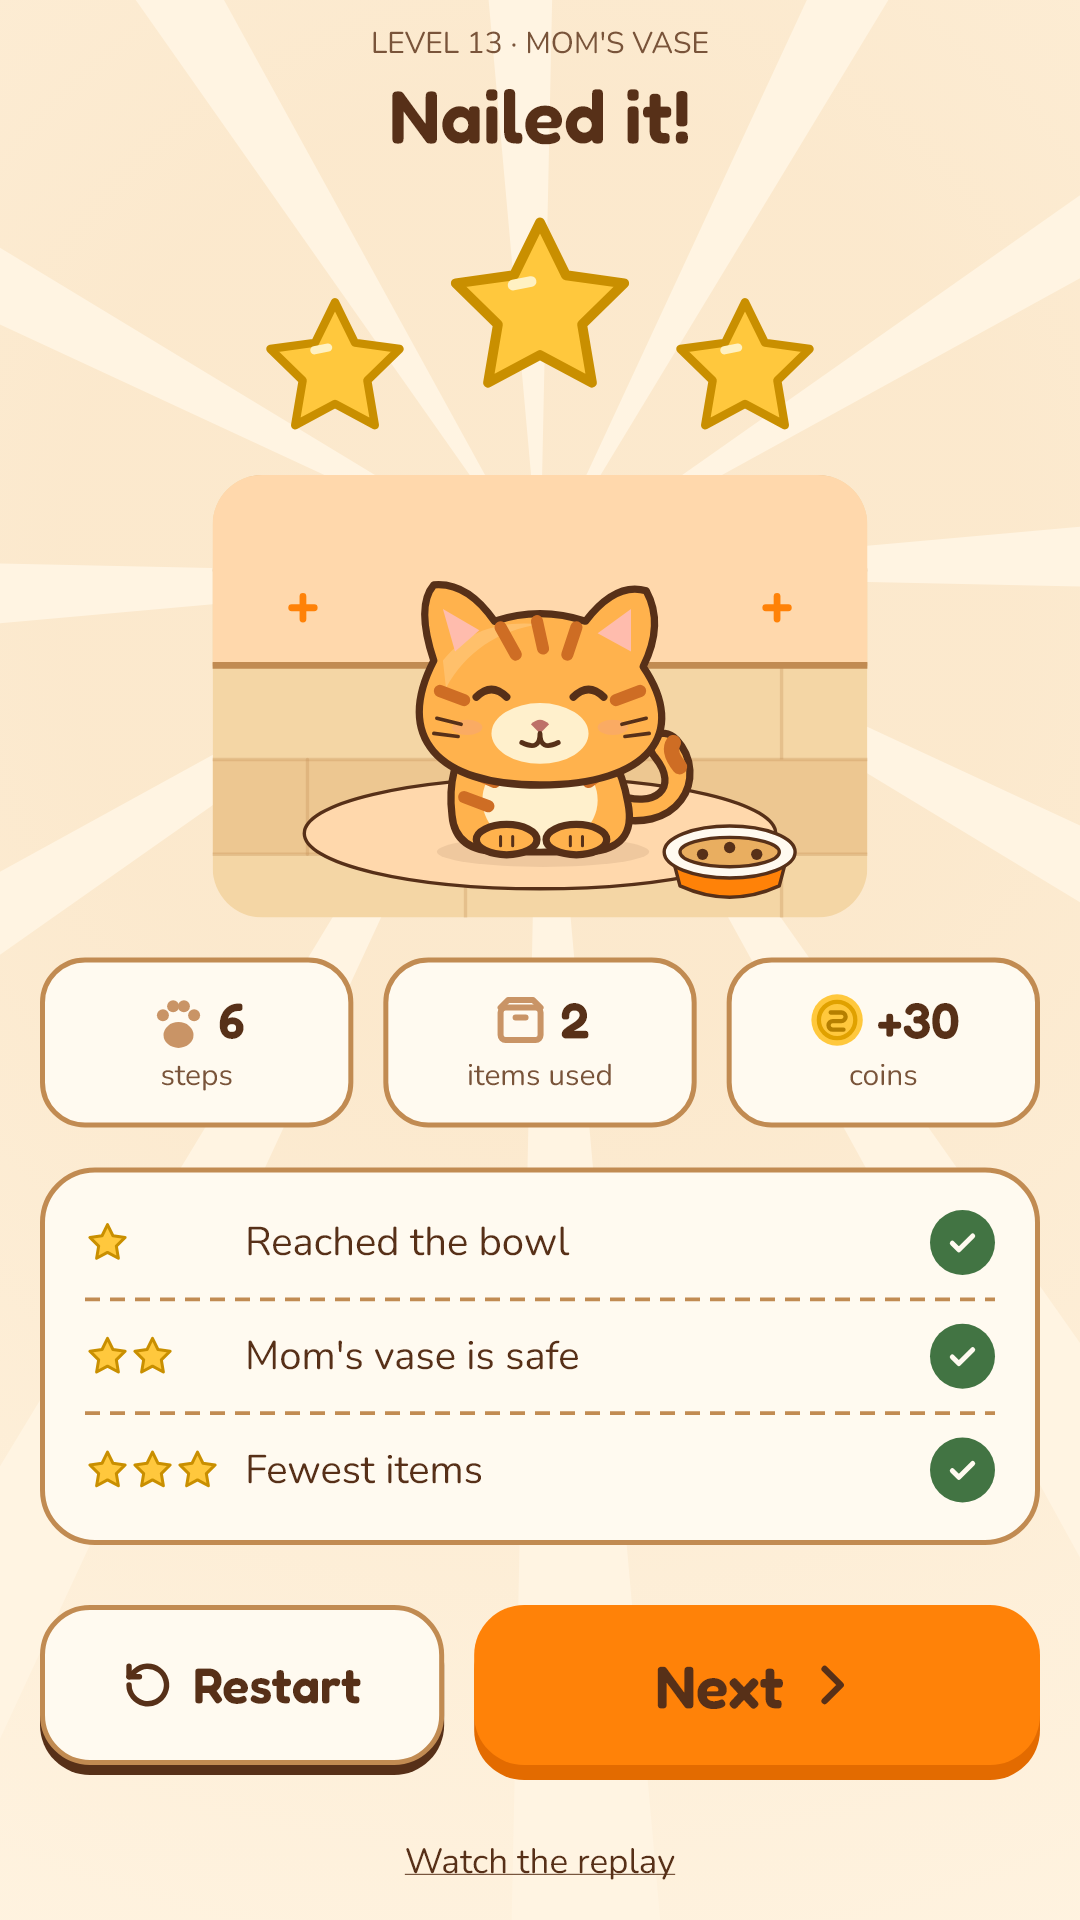 LEVEL 13 · MOM'S VASE
Nailed it!
6
steps
2
items used
+30
coins
Reached the bowl
Mom's vase is safe
Fewest items
Restart
Next
Watch the replay